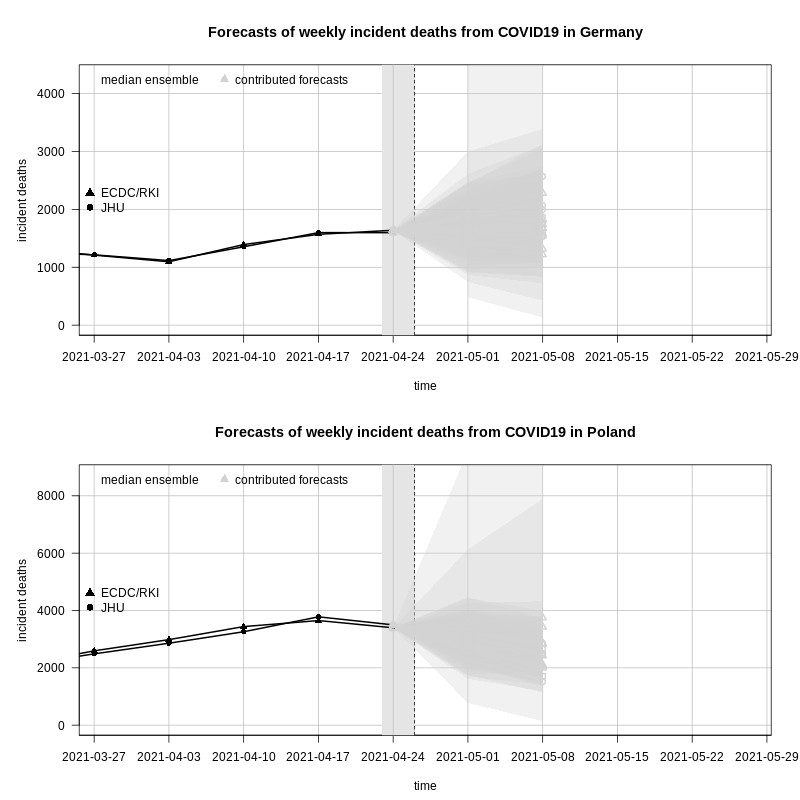 Forecasts of weekly incident deaths from COVID19 in Germany
median ensemble contributed forecasts
4000
3000
ECDC/RKI
JHU
2000
1000
0
incident deaths
2021-03-27 2021-04-03 2021-04-10 2021-04-17 2021-04-24 2021-05-01 2021-05-08 2021-05-15 2021-05-22 2021-05-29
time
Forecasts of weekly incident deaths from COVID19 in Poland
median ensemble contributed forecasts
8000
6000
ECDC/RKI
JHU
4000
2000
0
incident deaths
2021-03-27 2021-04-03 2021-04-10 2021-04-17 2021-04-24 2021-05-01 2021-05-08 2021-05-15 2021-05-22 2021-05-29
time